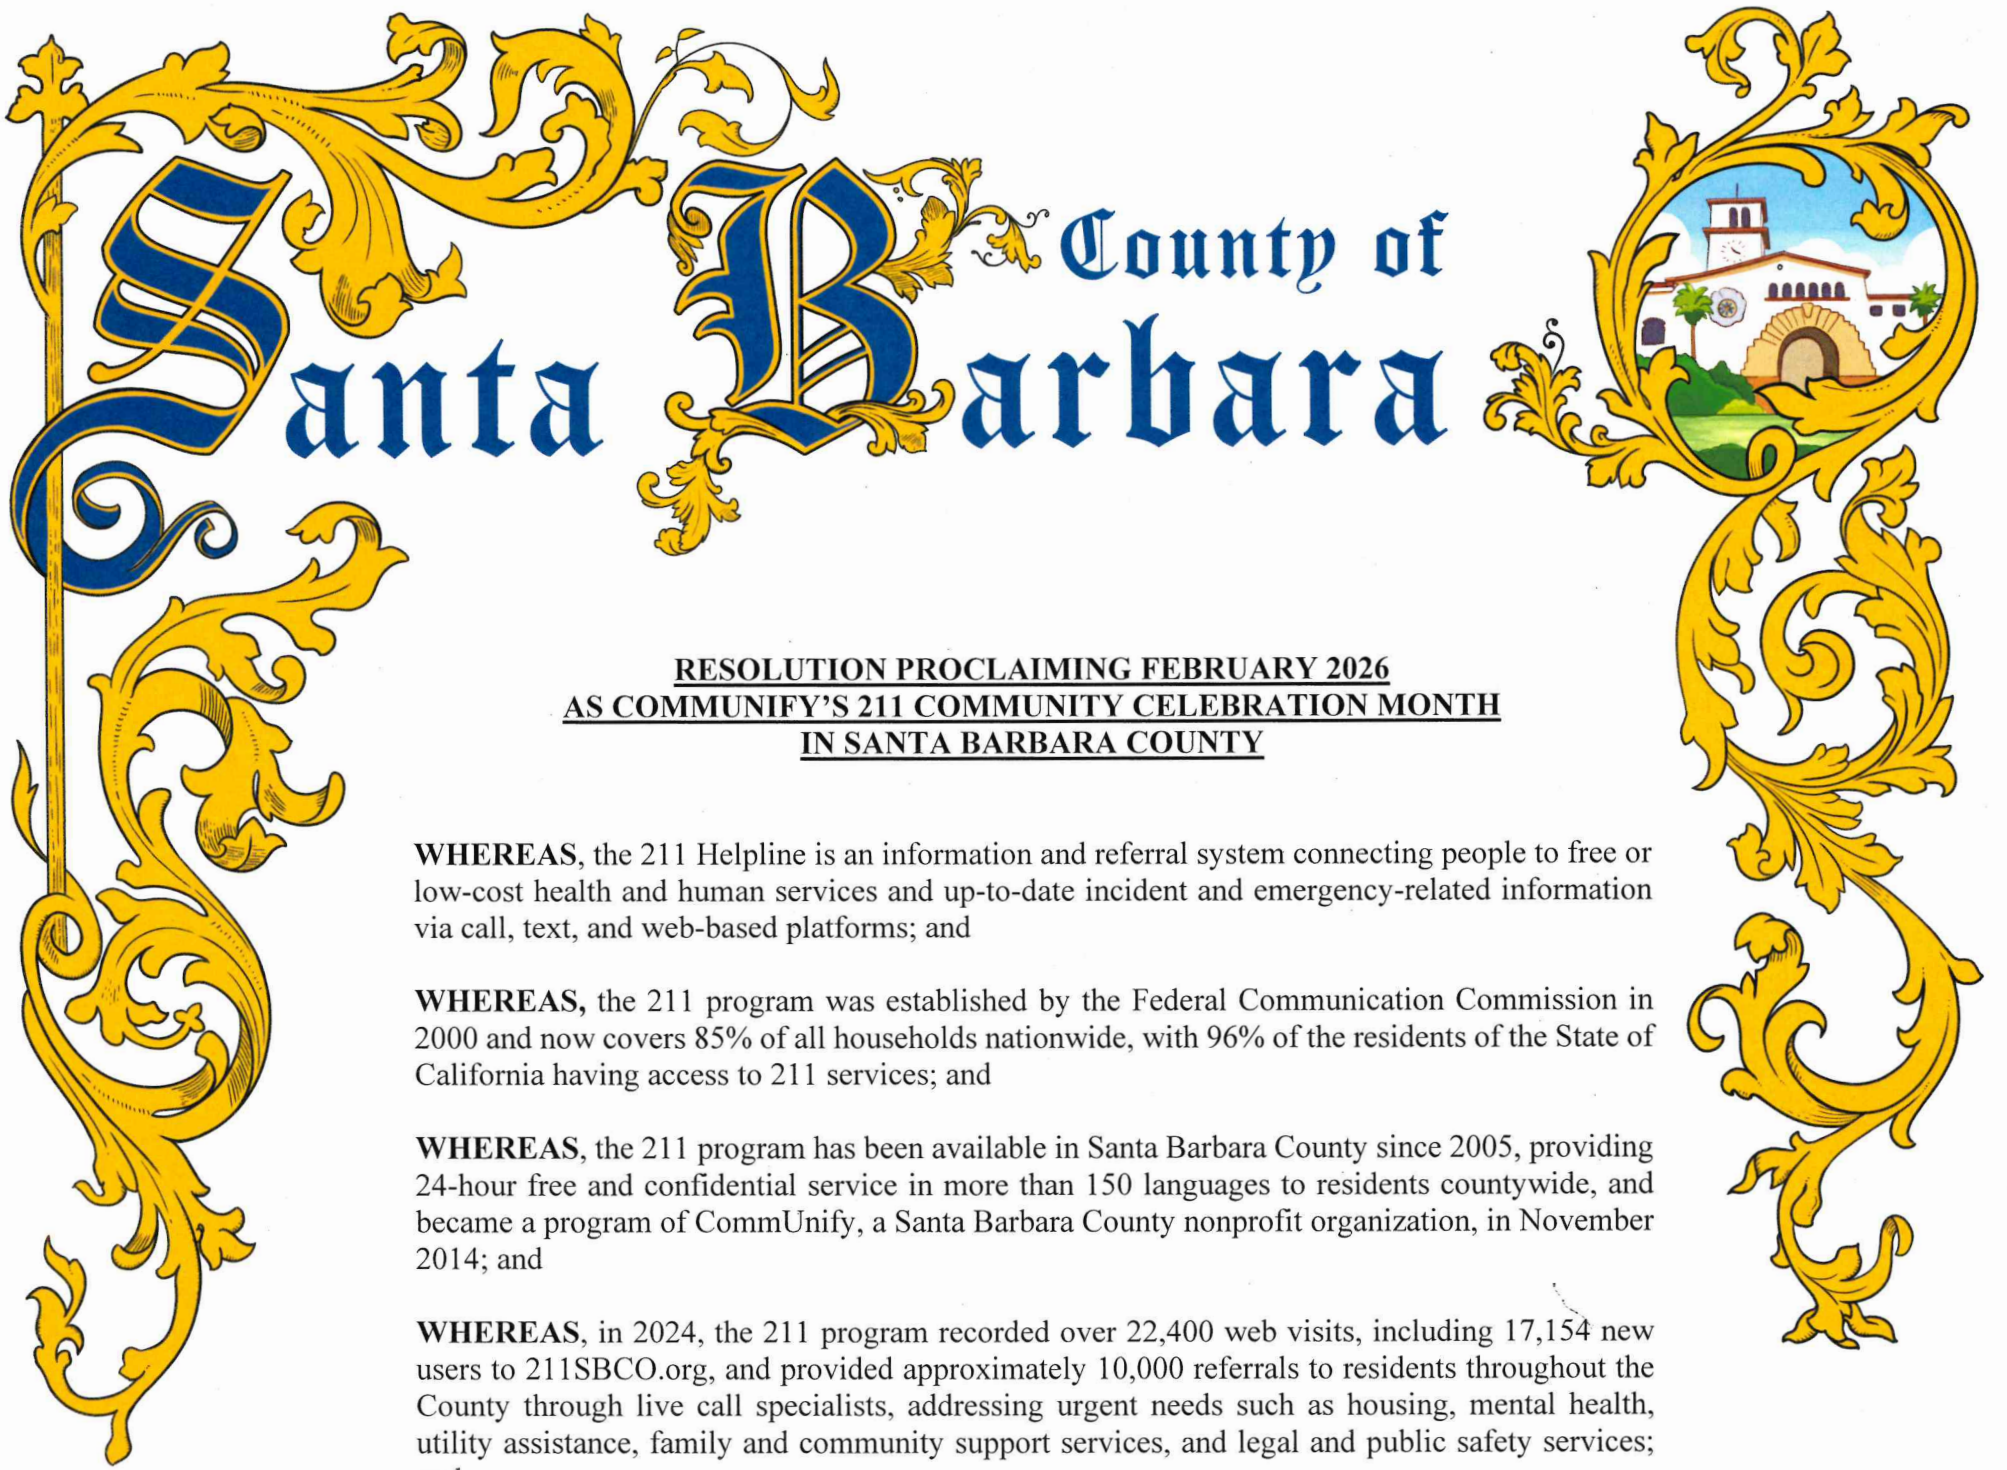 County of
Santa Barbara
RESOLUTION PROCLAIMING FEBRUARY 2026
AS COMMUNIFY'S 211 COMMUNITY CELEBRATION MONTH
IN SANTA BARBARA COUNTY
WHEREAS, the 211 Helpline is an information and referral system connecting people to free or
low-cost health and human services and up-to-date incident and emergency-related information
via call, text, and web-based platforms; and
WHEREAS, the 211 program was established by the Federal Communication Commission in
2000 and now covers 85% of all households nationwide, with 96% of the residents of the State of
California having access to 211 services; and
WHEREAS, the 211 program has been available in Santa Barbara County since 2005, providing
24-hour free and confidential service in more than 150 languages to residents countywide, and
became a program of CommUnify, a Santa Barbara County nonprofit organization, in November
2014; and
WHEREAS, in 2024, the 211 program recorded over 22,400 web visits, including 17,154 new
users to 211SBCO.org, and provided approximately 10,000 referrals to residents throughout the
County through live call specialists, addressing urgent needs such as housing, mental health,
utility assistance, family and community support services, and legal and public safety services;